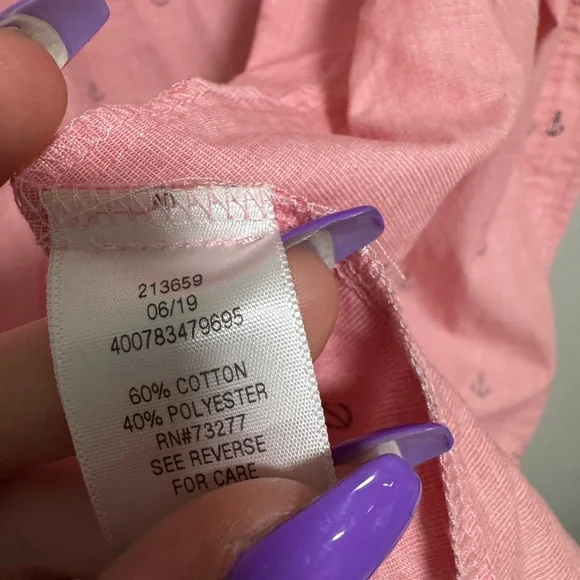 213659
06/19
400783479695
60% COTTON
40% POLYESTER
RN#73277
SEE REVERSE
FOR CARE